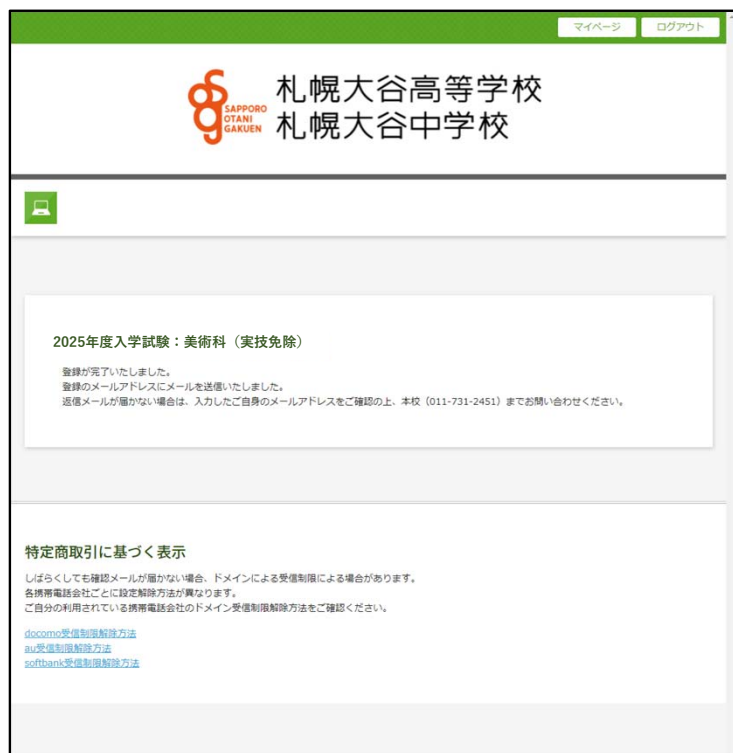 マイページ ログアウト
SAPPORO
OTANI
GAKUEN
札幌大谷高等学校
札幌大谷中学校
2025年度入学試験：美術科（実技免除）
登録が完了いたしました。
登録のメールアドレスにメールを送信いたしました。
返信メールが届かない場合は、入力したご自身のメールアドレスをご確認の上、本校（011-731-2451）までお問い合わせください。
特定商取引に基づく表示
しばらくしても確認メールが届かない場合、ドメインによる受信制限による場合があります。
各携帯電話会社ごとに設定解除方法が異なります。
ご自分の利用されている携帯電話会社のドメイン受信制限解除方法をご確認ください。
docomo受信制限解除方法
au受信制限解除方法
softbank受信制限解除方法